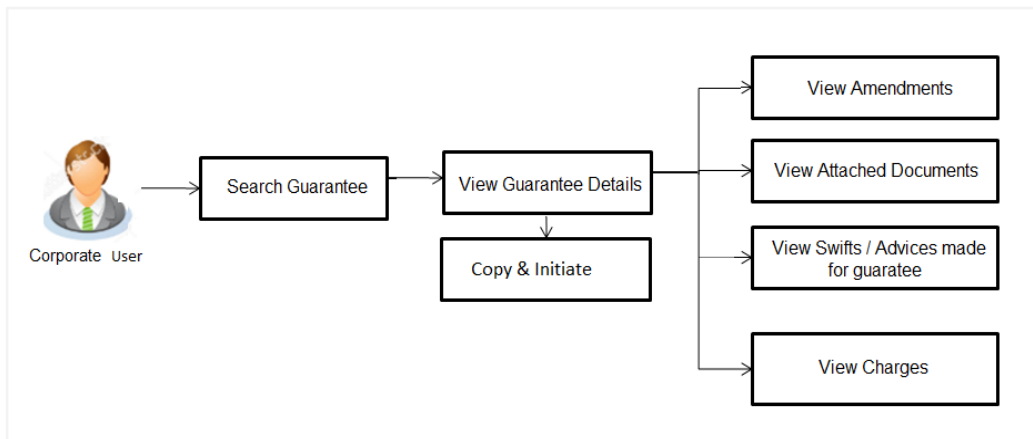 Corporate User
Search Guarantee
View Guarantee Details
Copy & Initiate
View Amendments
View Attached Documents
View Swifts / Advices made
for guaratee
View Charges